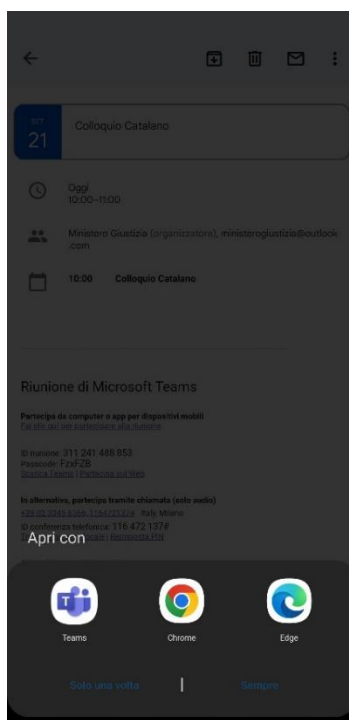 SET
21
Colloquio Catalano
Oggi
10:00–11:00
Ministero Giustizia (organizzatore), ministerogiustizia@outlook
.com
10:00 Colloquio Catalano
Riunione di Microsoft Teams
Partecipa da computer o app per dispositivi mobili
Fai clic qui per partecipare alla riunione
ID riunione: 311 241 488 853
Passcode: FzxFZB
Scarica Teams | Partecipa sul Web
In alternativa, partecipa tramite chiamata (solo audio)
Italy, Milano
ID conferenza telefonica: 116 472 137#
Reimposta PIN
Apri con
Teams
Chrome
Edge
Solo una volta | Sempre